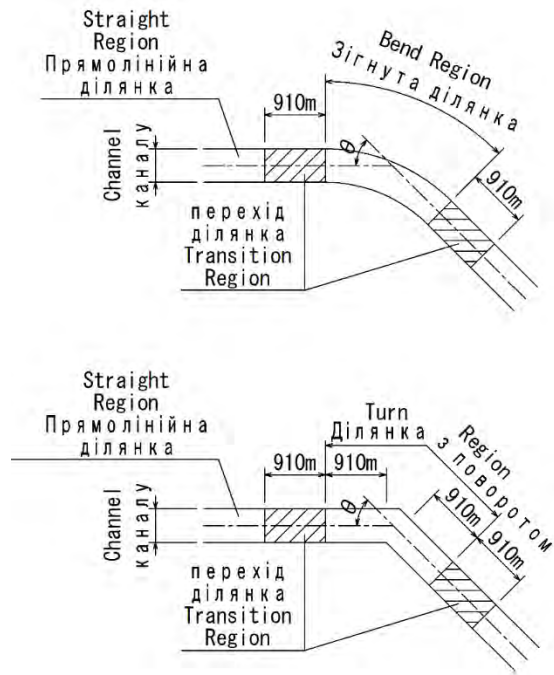 Straight
Region
Прямолінійна
ділянка
910m
Bend Region
Зігнута ділянка
Channel
каналу
θ
910m
перехід
ділянка
Transition
Region
Straight
Region
Прямолінійна
ділянка
Turn
Ділянка
Region
з поворотом
910m
910m
910m
910m
Channel
каналу
θ
перехід
ділянка
Transition
Region